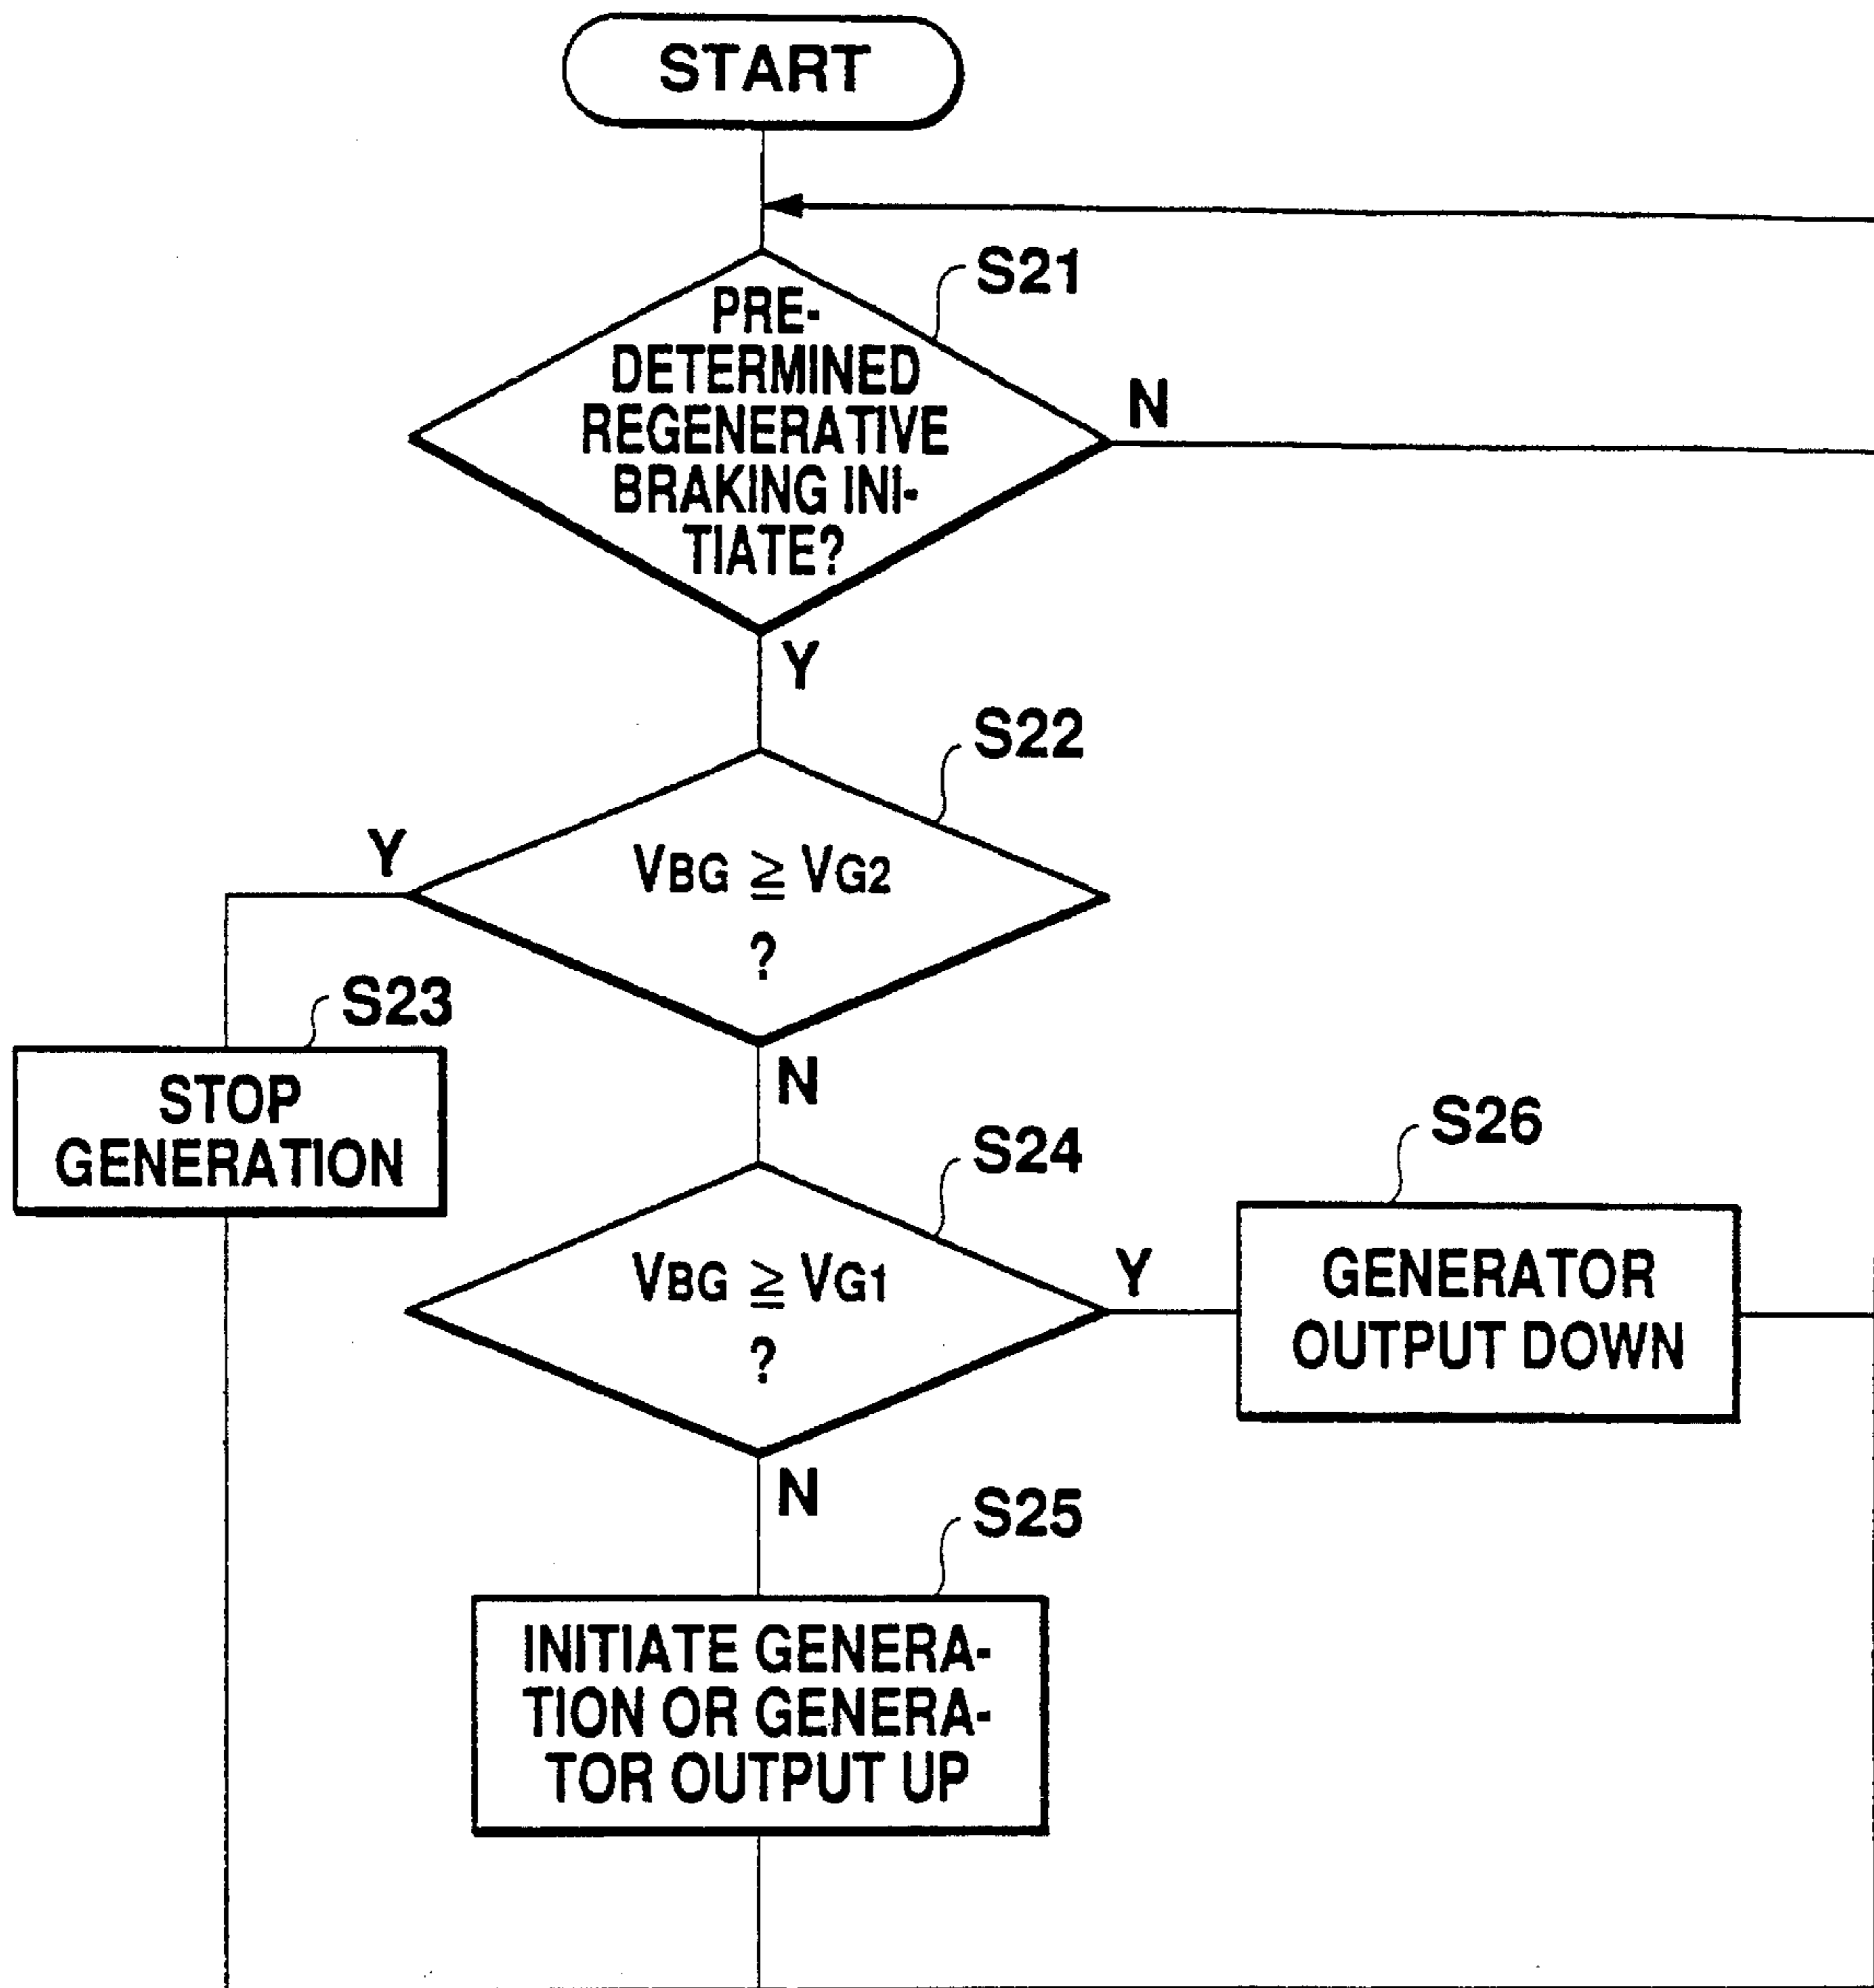 START
S21
PRE-
DETERMINED
REGENERATIVE
BRAKING INI-
TIATE?
N
Y
S22
Y
VBG ≧ VG2
?
S23
N
STOP
GENERATION
S24
S26
VBG ≧ VG1
?
Y
GENERATOR
OUTPUT DOWN
N
S25
INITIATE GENERA-
TION OR GENERA-
TOR OUTPUT UP